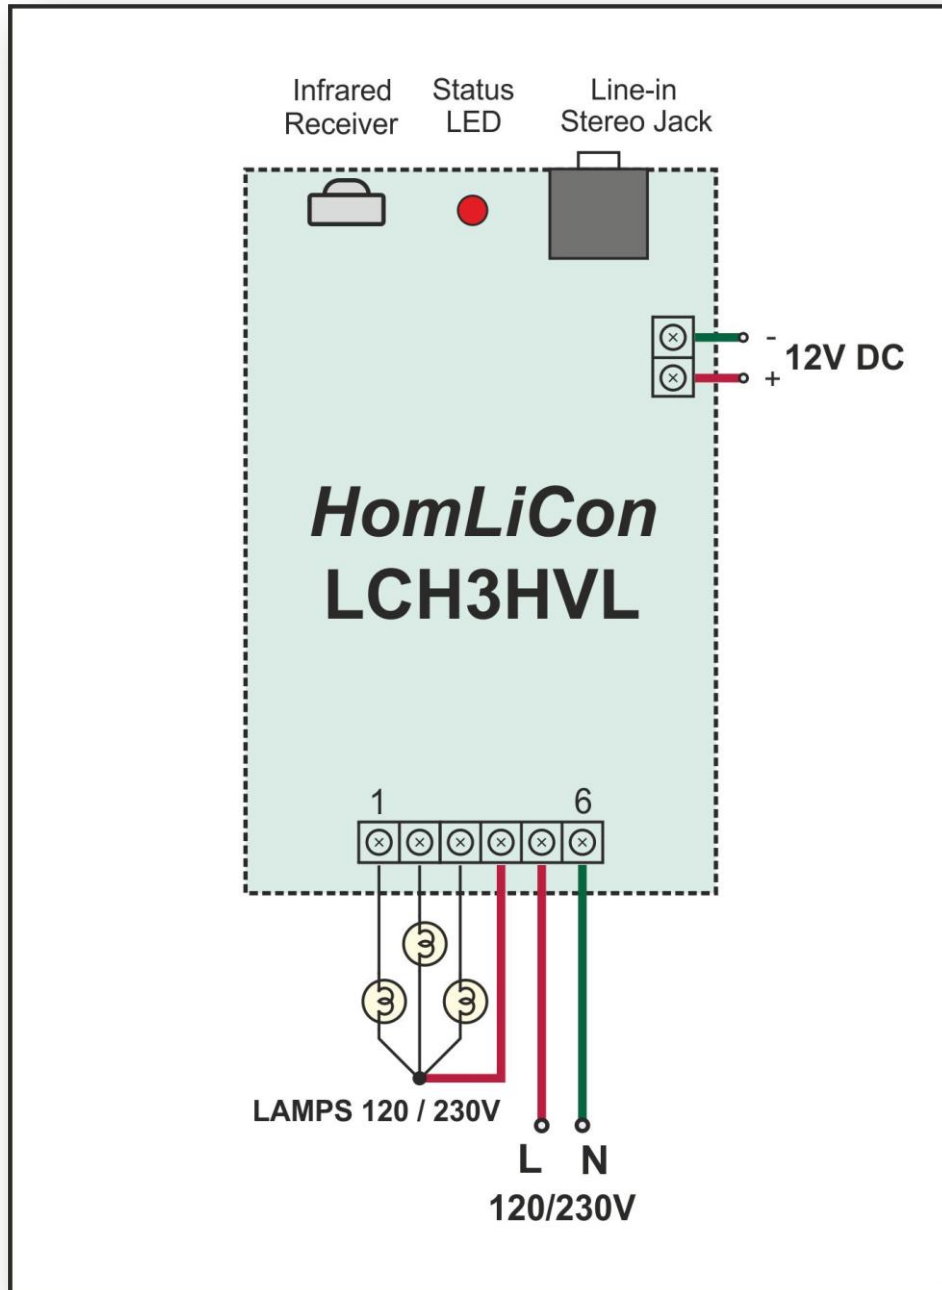 Infrared
Receiver
Status
LED
Line-in
Stereo Jack
-
+
12V DC
HomLiCon
LCH3HVL
1
6
LAMPS 120 / 230V
L
N
120/230V